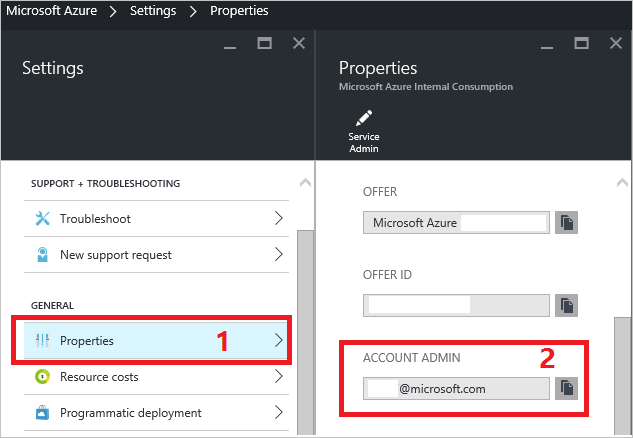 Microsoft Azure > Settings > Properties
Settings
SUPPORT + TROUBLESHOOTING
Troubleshoot
New support request
GENERAL
Properties
1
Resource costs
Programmatic deployment
Properties
Microsoft Azure Internal Consumption
Service
Admin
OFFER
Microsoft Azure
OFFER ID
ACCOUNT ADMIN
2
@microsoft.com